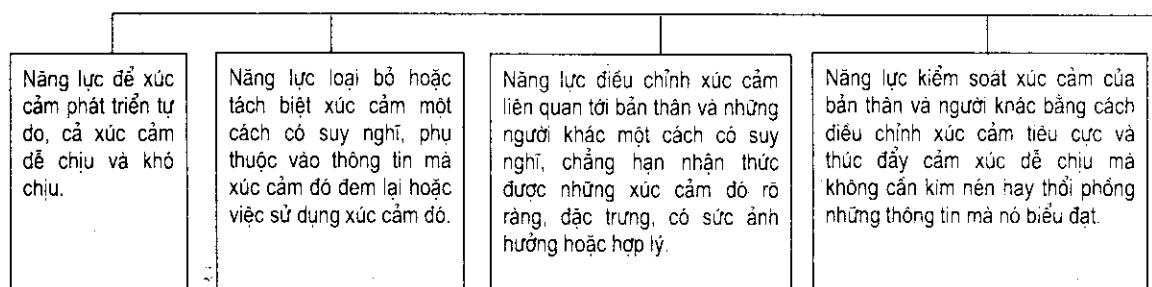 Năng lực để xúc
cảm phát triển tự
do, cả xúc cảm
dễ chịu và khó
chịu.
Năng lực loại bỏ hoặc
tách biệt xúc cảm một
cách có suy nghĩ, phụ
thuộc vào thông tin mà
xúc cảm đó đem lại hoặc
việc sử dụng xúc cảm đó.
Năng lực điều chỉnh xúc cảm
liên quan tới bản thân và những
người khác một cách có suy
nghĩ, chẳng hạn nhận thức
được những xúc cảm đó rõ
ràng, đặc trưng, có sức ảnh
hưởng hoặc hợp lý.
Năng lực kiểm soát xúc cảm của
bản thân và người khác bằng cách
điều chỉnh xúc cảm tiêu cực và
thúc đẩy cảm xúc dễ chịu mà
không cần kìm nén hay thổi phồng
những thông tin mà nó biểu đạt.